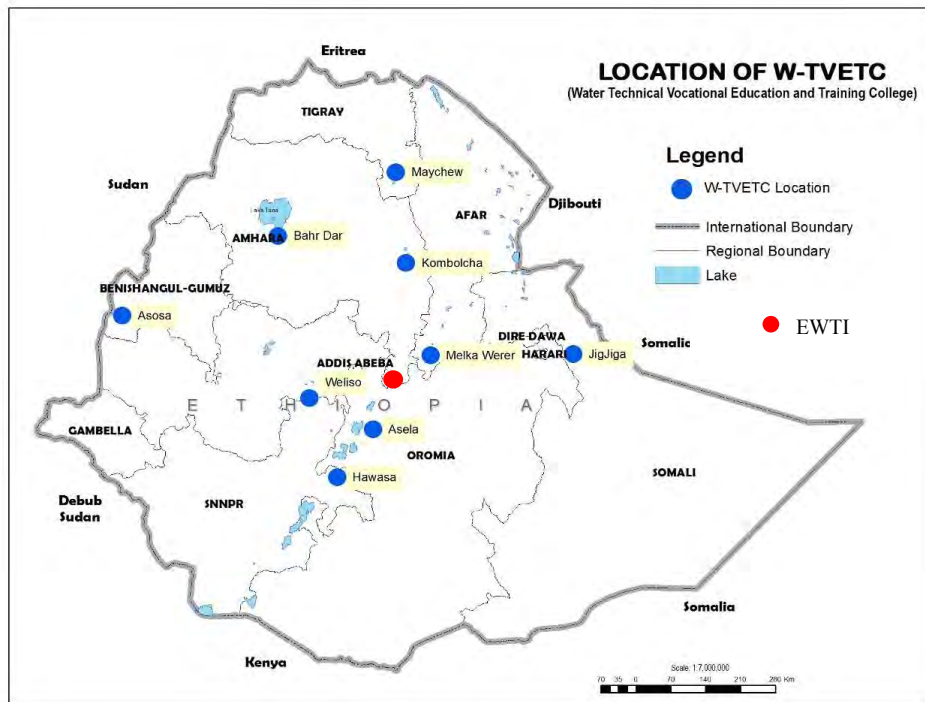 Eritrea
LOCATION OF W-TVETC
(Water Technical Vocational Education and Training College)
TIGRAY
Legend
Maychew
W-TVETC Location
Sudan
Djibouti
AFAR
International Boundary
AMHARA
Bahr Dar
Regional Boundary
Kombolcha
Lake
BENISHANGUL-GUMUZ
Asosa
EWTI
DIRE-DAWA
Somalic
ADDIS ABEBA
Melka Werer
HARARI
JigJiga
Weliso
E T H I O P I A
GAMBELLA
Asela
OROMIA
Hawasa
SOMALI
SNNPR
Debub
Sudan
Somalia
Kenya
Scale: 1:7,000,000
70 35 0 70 140 210 280 Km